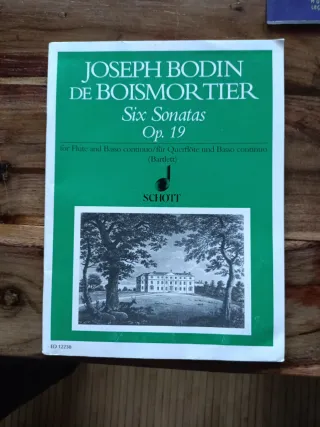 JOSEPH BODIN
DE BOISMORTIER
Six Sonatas
Op. 19
for Flute and Basso continuo/für Querflöte und Basso continuo
(Bartlett)
SCHOTT
ED 12258